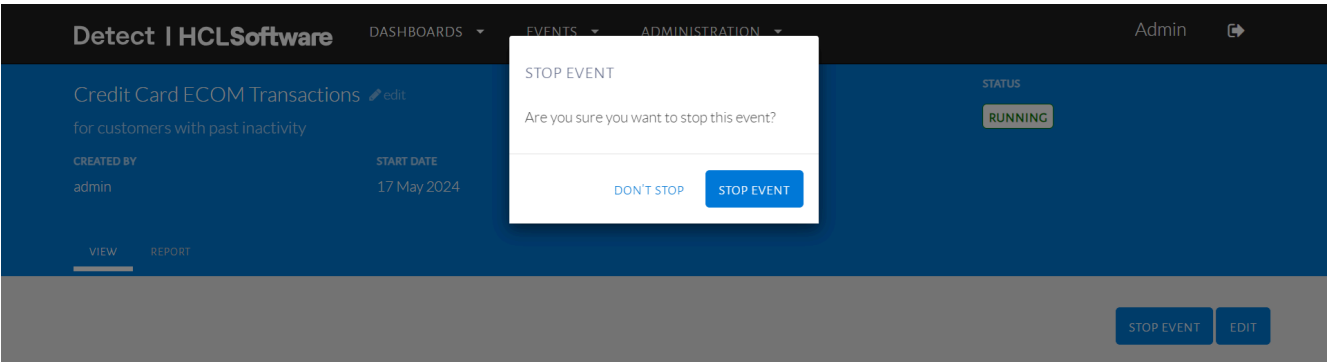 Detect | HCLSoftware
DASHBOARDS
EVENTS
ADMINISTRATION
Admin
Credit Card ECOM Transactions edit
for customers with past inactivity
CREATED BY
admin
START DATE
17 May 2024
STATUS
RUNNING
VIEW
REPORT
STOP EVENT
Are you sure you want to stop this event?
DON'T STOP
STOP EVENT
STOP EVENT
EDIT